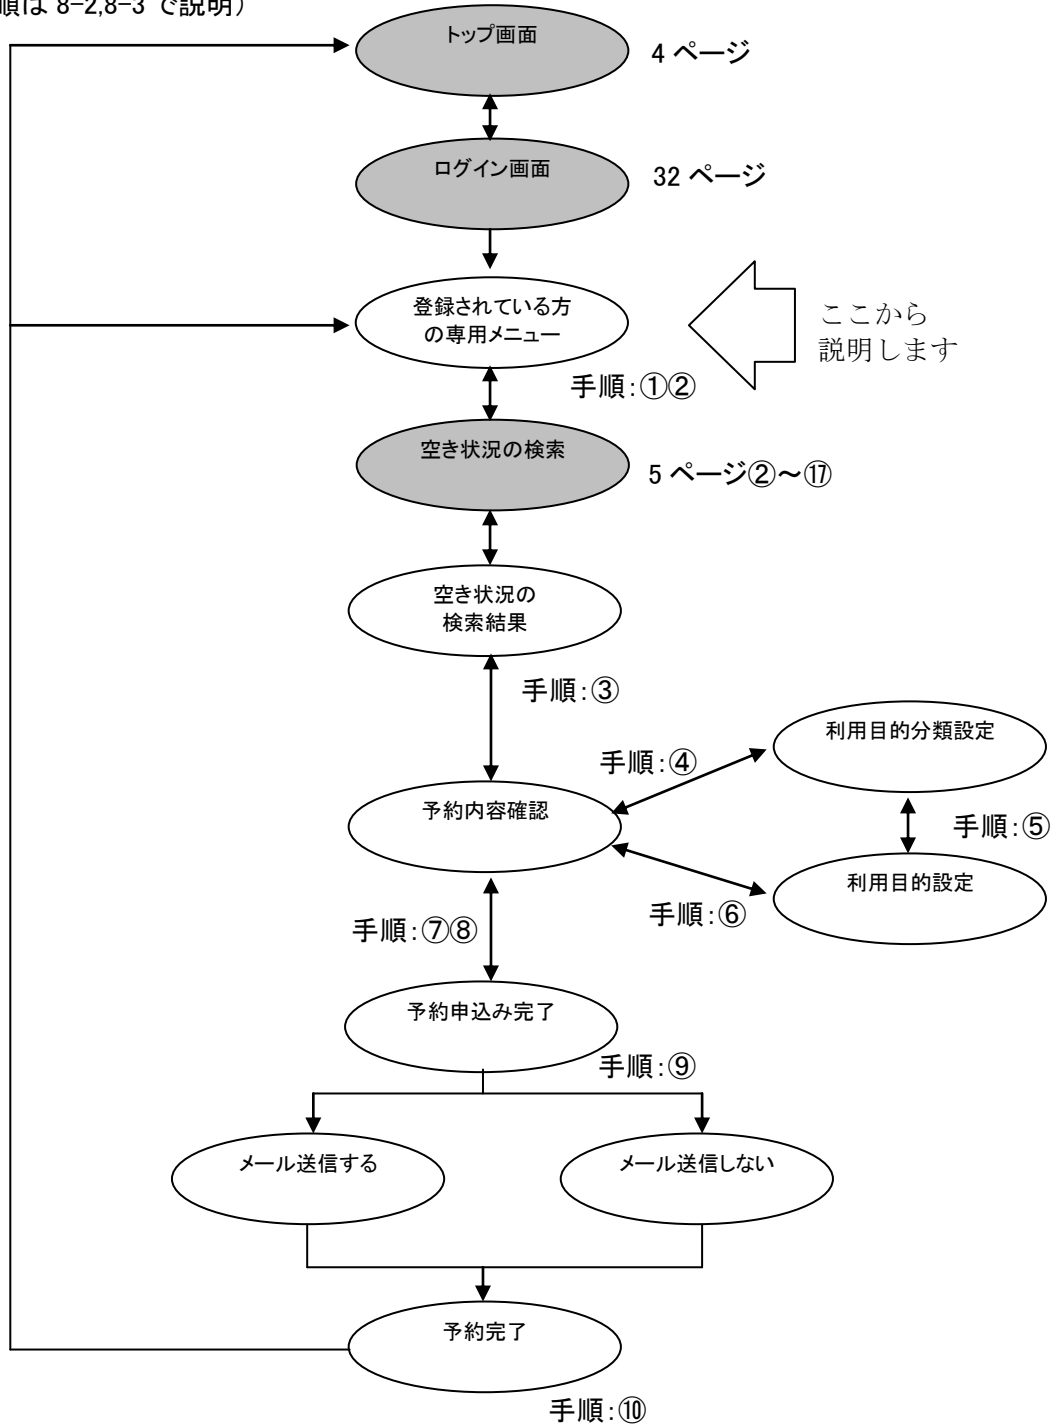 順は 8-2,8-3 で説明）
トップ画面
4 ページ
ログイン画面
32 ページ
登録されている方
の専用メニュー
ここから
説明します
手順：①②
空き状況の検索
5 ページ②～⑰
空き状況の
検索結果
手順：③
利用目的分類設定
手順：④
予約内容確認
手順：⑤
利用目的設定
手順：⑥
手順：⑦⑧
予約申込み完了
手順：⑨
メール送信する
メール送信しない
予約完了
手順：⑩